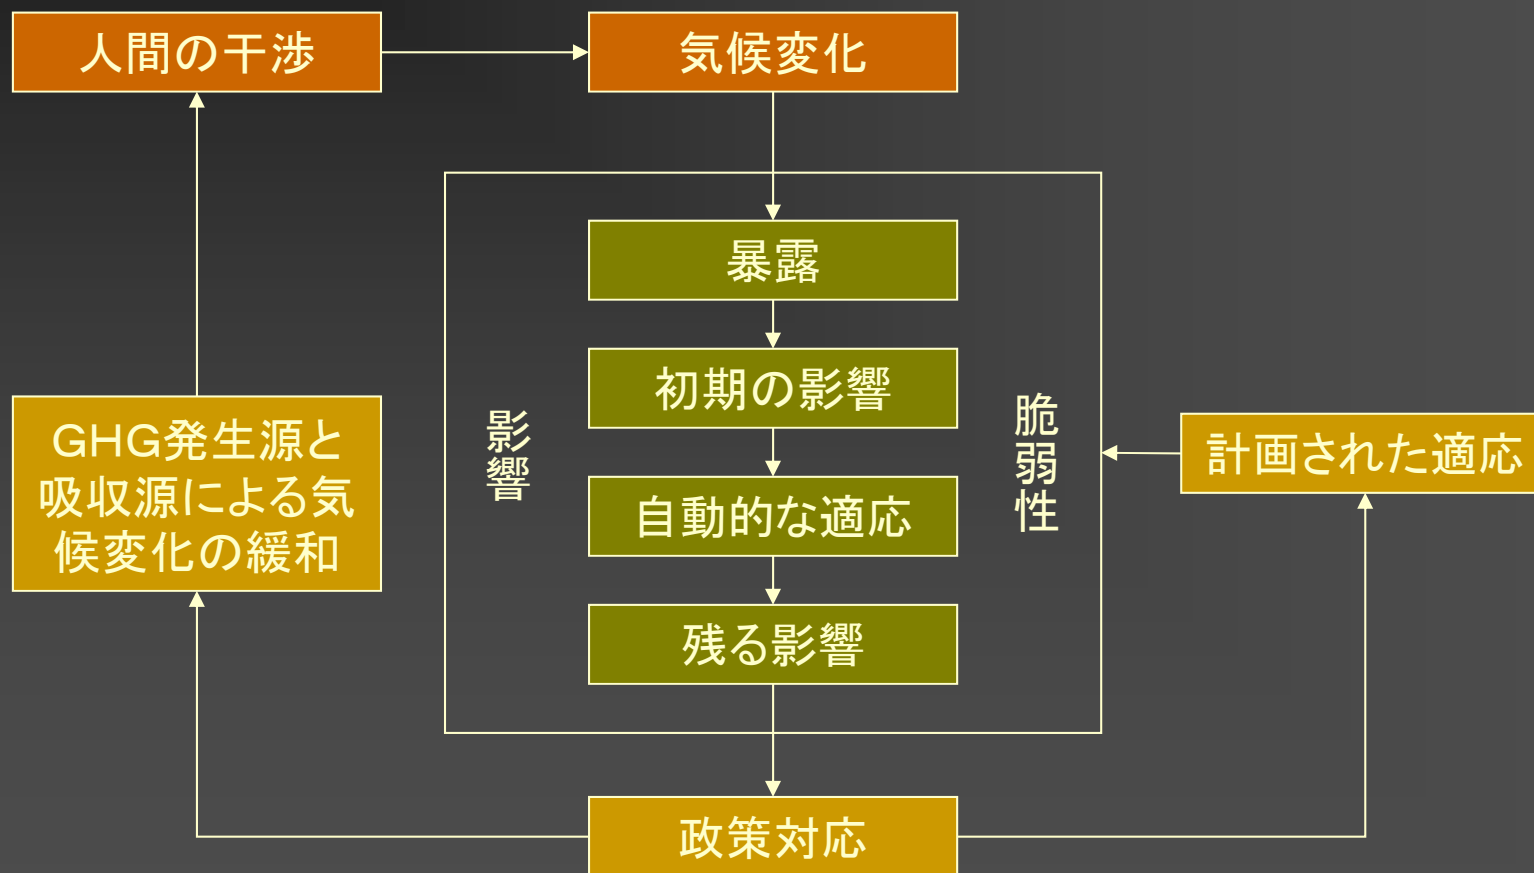 人間の干渉
気候変化
暴露
初期の影響
影響
脆弱性
計画された適応
GHG発生源と
吸収源による気
候変化の緩和
自動的な適応
残る影響
政策対応